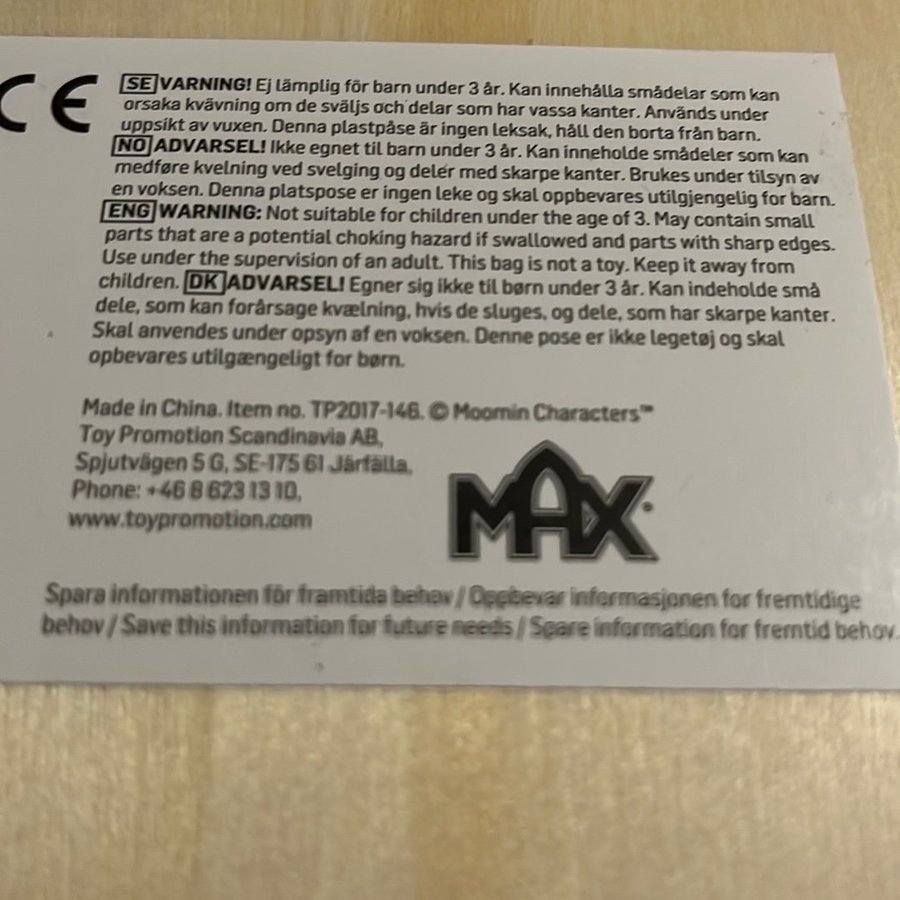 CE
SE VARNING! Ej lämplig för barn under 3 år. Kan innehålla smådelar som kan
orsaka kvävning om de sväljs och delar som har vassa kanter. Används under
uppsikt av vuxen. Denna plastpåse är ingen leksak, håll den borta från barn.
NO ADVARSEL! Ikke egnet til barn under 3 år. Kan inneholde smådeler som kan
medføre kvelning ved svelging og deler med skarpe kanter. Brukes under tilsyn av
en voksen. Denna platspose er ingen leke og skal oppbevares utilgjengelig for barn.
ENG WARNING: Not suitable for children under the age of 3. May contain small
parts that are a potential choking hazard if swallowed and parts with sharp edges.
Use under the supervision of an adult. This bag is not a toy. Keep it away from
children. DK ADVARSEL! Egner sig ikke til børn under 3 år. Kan indeholde små
dele, som kan forårsage kvælning, hvis de sluges, og dele, som har skarpe kanter.
Skal anvendes under opsyn af en voksen. Denne pose er ikke legetøj og skal
opbevares utilgængeligt for børn.
Made in China. Item no. TP2017-146. © Moomin Characters™
Toy Promotion Scandinavia AB,
Spjutvägen 5 G, SE-175 61 Järfälla,
Phone: +46 8 623 13 10,
www.toypromotion.com
MAX
Spara informationen för framtida behov / Oppbevar informasjonen for fremtidige
behov / Save this information for future needs / Spare information for fremtid behov.